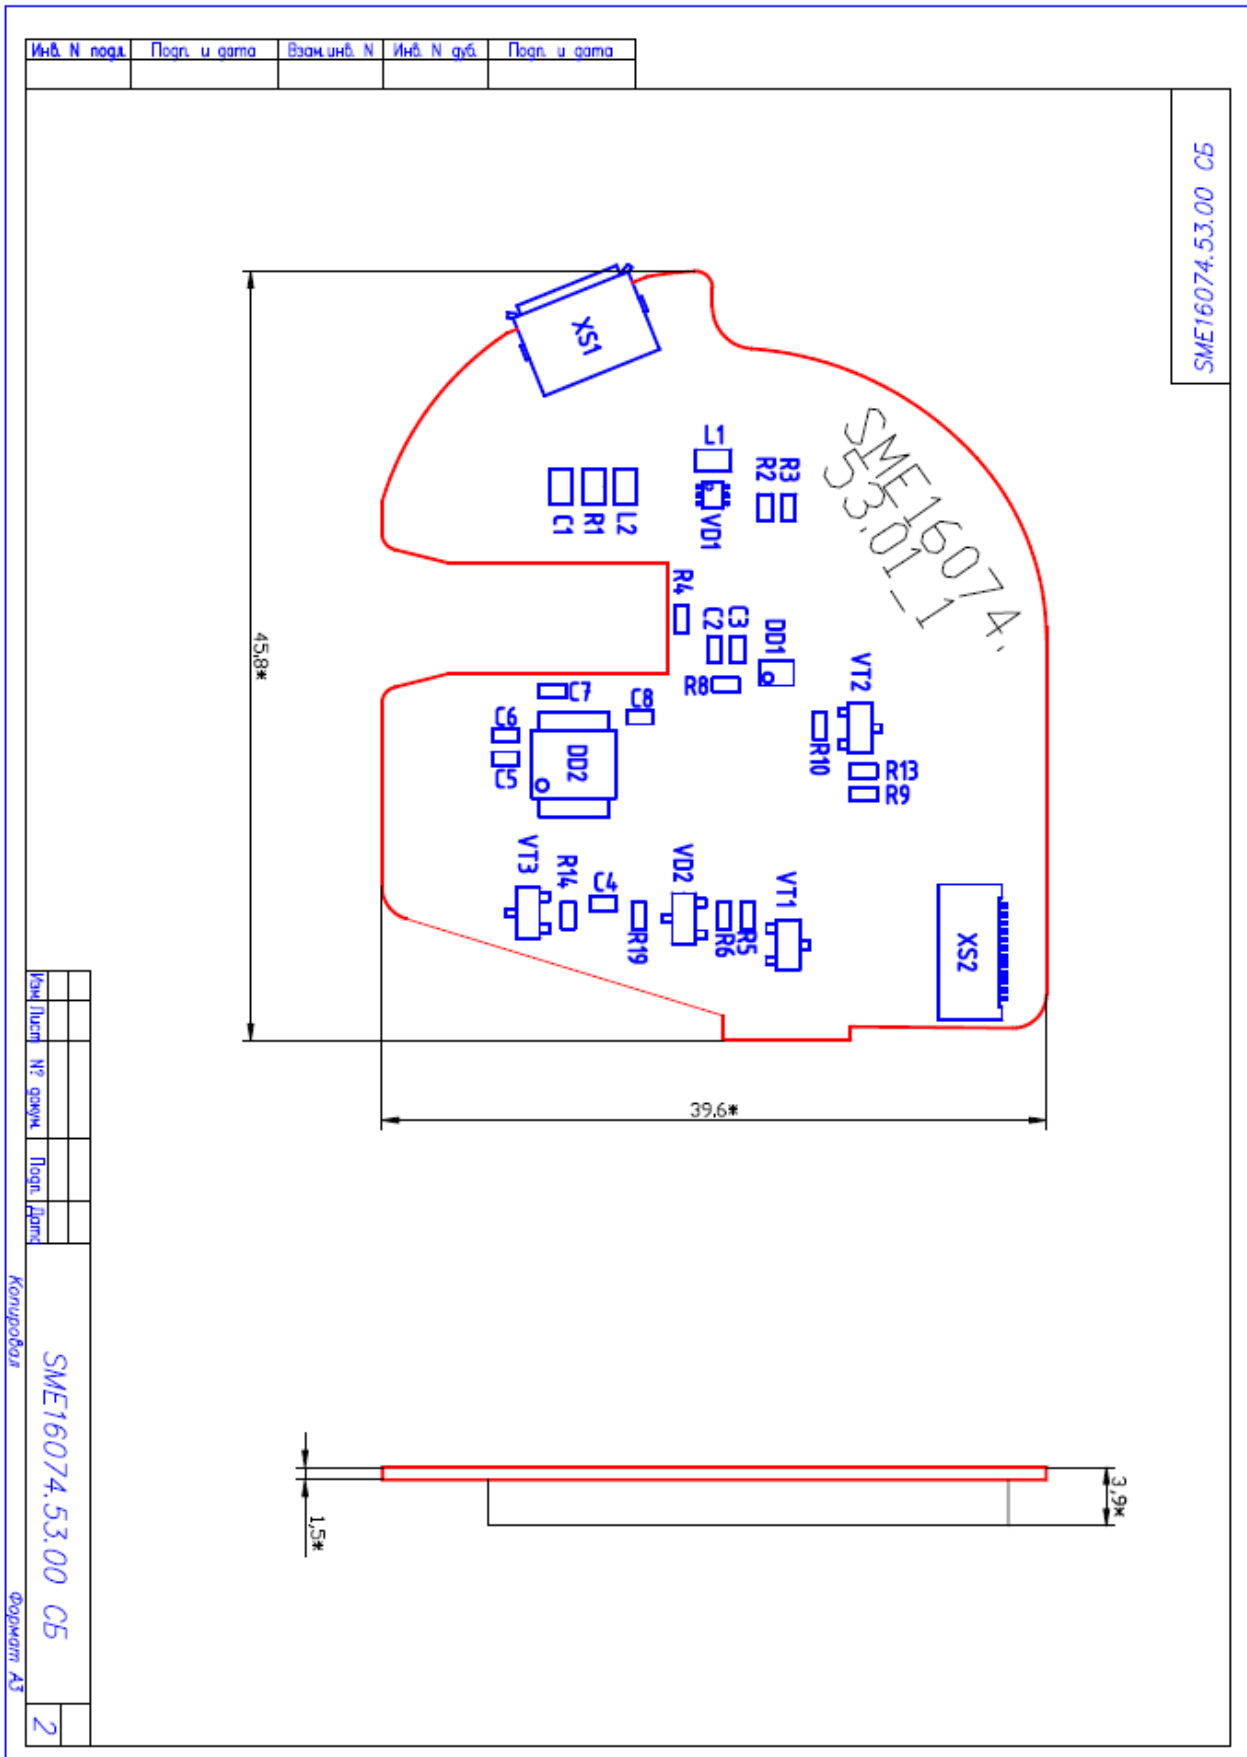 Инв. N подл.
Подп. и дата
Взам.инв. N
Инв. N дуб.
Подп. и дата
SME16074.53.00 СБ
XS1
SME16074.
53.01_1
L1
R2
R3
VD1
C1
R1
L2
R4
C2
C3
DD1
R8
VT2
C7
C8
C6
C5
DD2
R10
R13
R9
VT3
R14
C4
R19
VD2
R6
R5
VT1
XS2
45,8*
39,6*
3,9*
1,5*
Изм.
Лист
N? докум.
Подп.
Дата
SME16074.53.00 СБ
2
Копировал
Формат А3